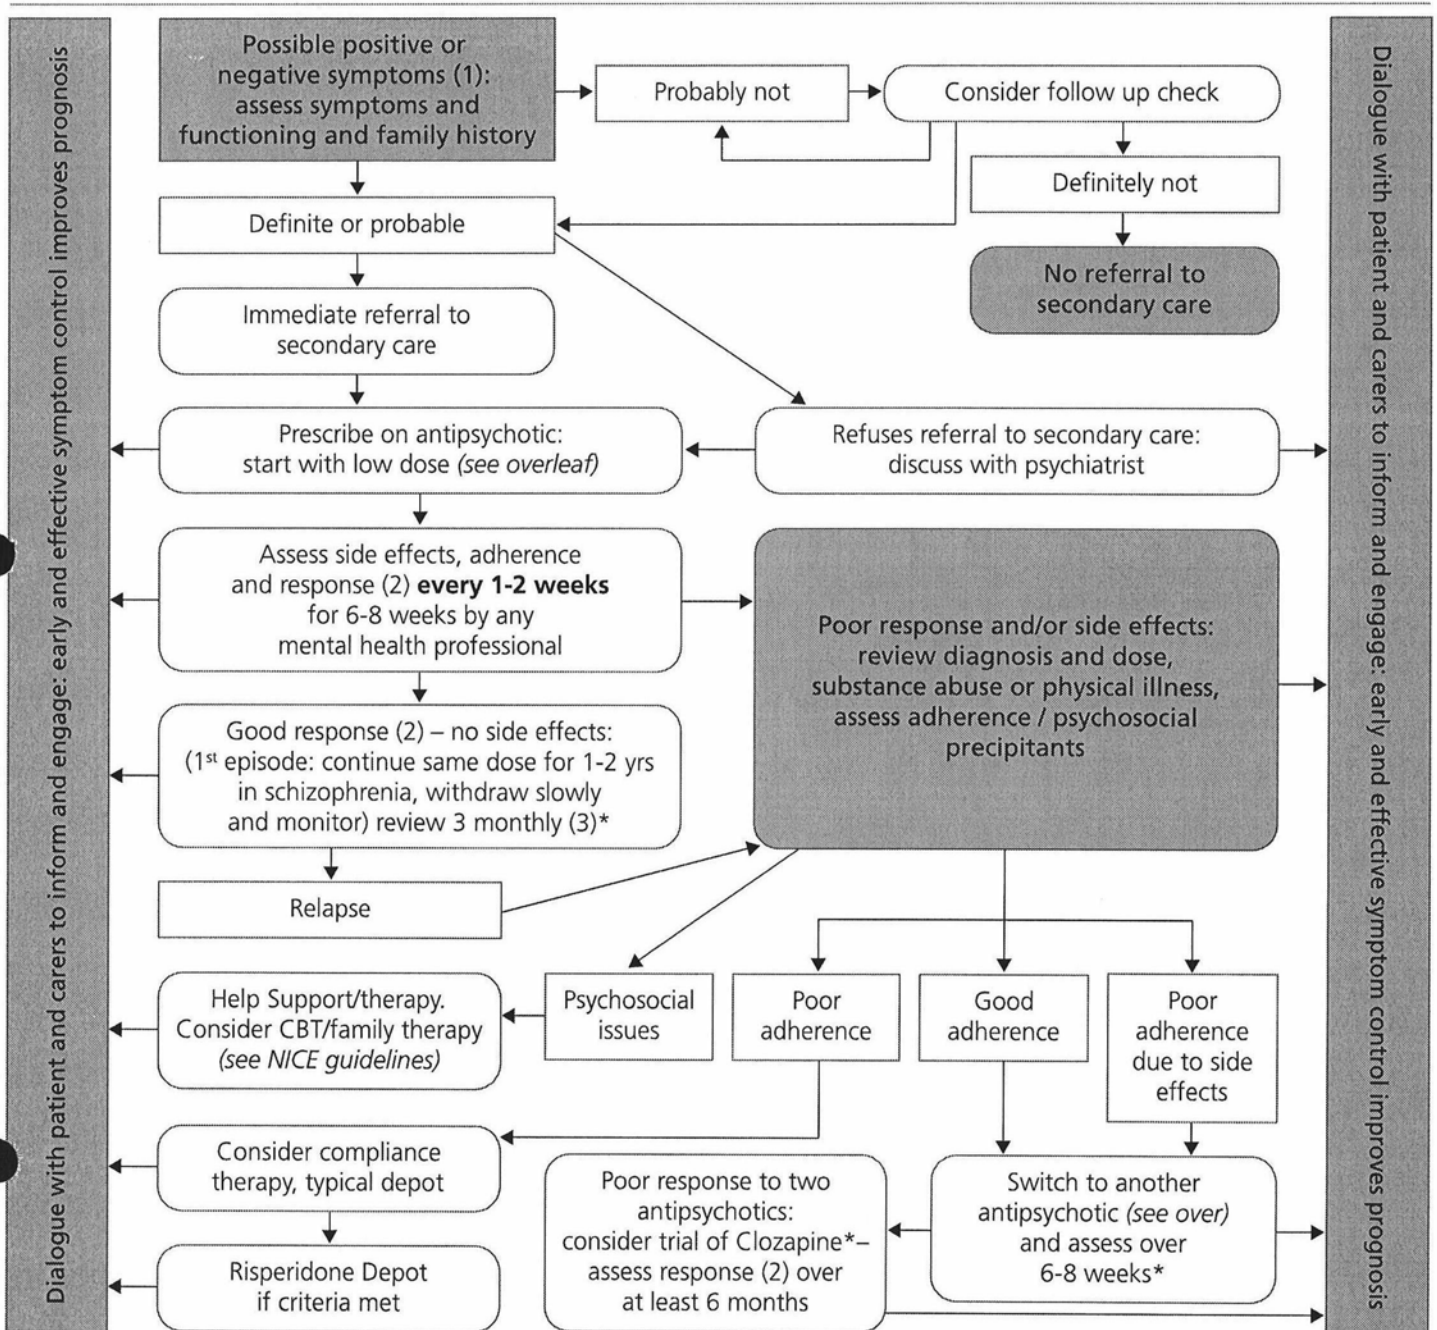 Dialogue with patient and carers to inform and engage: early and effective symptom control improves prognosis
Possible positive or
negative symptoms (1):
assess symptoms and
functioning and family history
Probably not
Consider follow up check
Definitely not
Definite or probable
No referral to
secondary care
Immediate referral to
secondary care
Prescribe on antipsychotic:
start with low dose (see overleaf)
Refuses referral to secondary care:
discuss with psychiatrist
Assess side effects, adherence
and response (2) every 1-2 weeks
for 6-8 weeks by any
mental health professional
Poor response and/or side effects:
review diagnosis and dose,
substance abuse or physical illness,
assess adherence / psychosocial
precipitants
Good response (2) – no side effects:
(1st episode: continue same dose for 1-2 yrs
in schizophrenia, withdraw slowly
and monitor) review 3 monthly (3)*
Relapse
Help Support/therapy.
Consider CBT/family therapy
(see NICE guidelines)
Psychosocial
issues
Poor
adherence
Good
adherence
Poor
adherence
due to side
effects
Consider compliance
therapy, typical depot
Poor response to two
antipsychotics:
consider trial of Clozapine*–
assess response (2) over
at least 6 months
Switch to another
antipsychotic (see over)
and assess over
6-8 weeks*
Risperidone Depot
if criteria met
Dialogue with patient and carers to inform and engage: early and effective symptom control improves prognosis